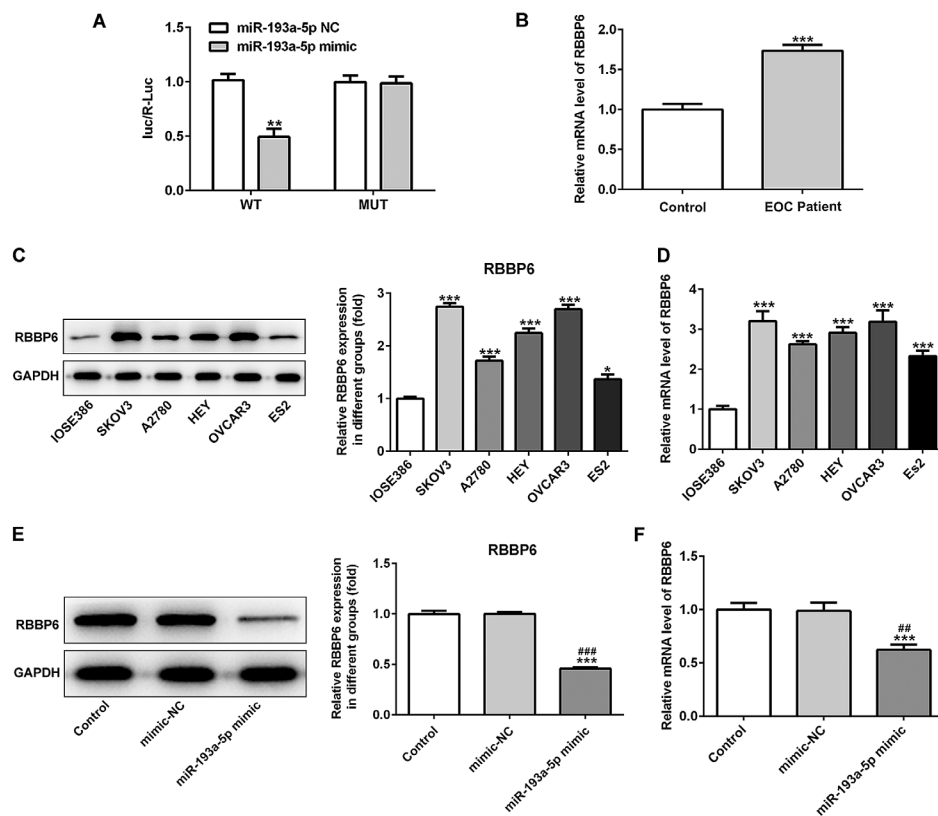 A
luc/R-Luc
1.5
1.0
0.5
0.0
miR-193a-5p NC
miR-193a-5p mimic
**
WT
MUT
B
Relative mRNA level of RBBP6
2.0
1.5
1.0
0.5
0.0
***
Control
EOC Patient
C
RBBP6
GAPDH
IOSE386
SKOV3
A2780
HEY
OVCAR3
ES2
RBBP6
Relative RBBP6 expression
in different groups (fold)
3
2
1
0
***
***
***
***
*
IOSE386
SKOV3
A2780
HEY
OVCAR3
ES2
D
Relative mRNA level of RBBP6
4
3
2
1
0
***
***
***
***
***
IOSE386
SKOV3
A2780
HEY
OVCAR3
Es2
E
RBBP6
GAPDH
Control
mimic-NC
miR-193a-5p mimic
RBBP6
Relative RBBP6 expression
in different groups (fold)
1.5
1.0
0.5
0.0
###
***
Control
mimic-NC
miR-193a-5p mimic
F
Relative mRNA level of RBBP6
1.5
1.0
0.5
0.0
##
***
Control
mimic-NC
miR-193a-5p mimic